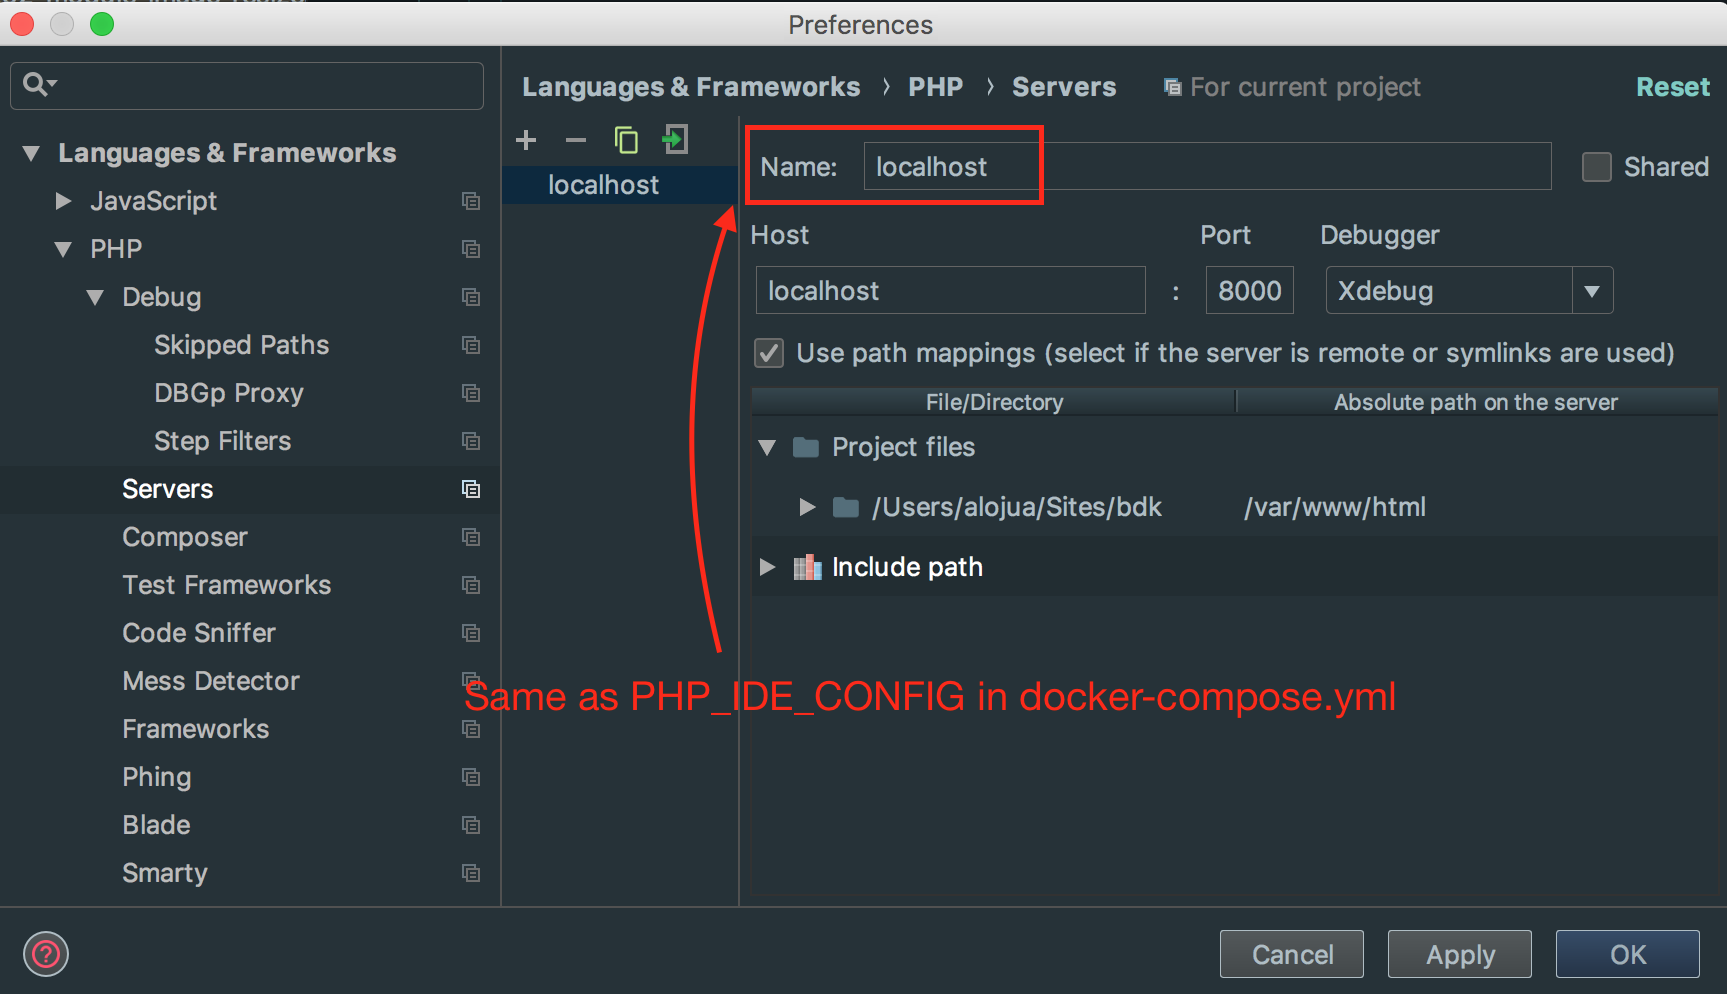 Preferences
Languages & Frameworks › PHP › Servers For current project Reset
Languages & Frameworks
JavaScript
PHP
Debug
Skipped Paths
DBGp Proxy
Step Filters
Servers
Composer
Test Frameworks
Code Sniffer
Mess Detector
Frameworks
Phing
Blade
Smarty
localhost
Name: localhost Shared
Host Port Debugger
localhost : 8000 Xdebug
Use path mappings (select if the server is remote or symlinks are used)
File/Directory Absolute path on the server
Project files
/Users/alojua/Sites/bdk /var/www/html
Include path
Same as PHP_IDE_CONFIG in docker-compose.yml
? Cancel Apply OK